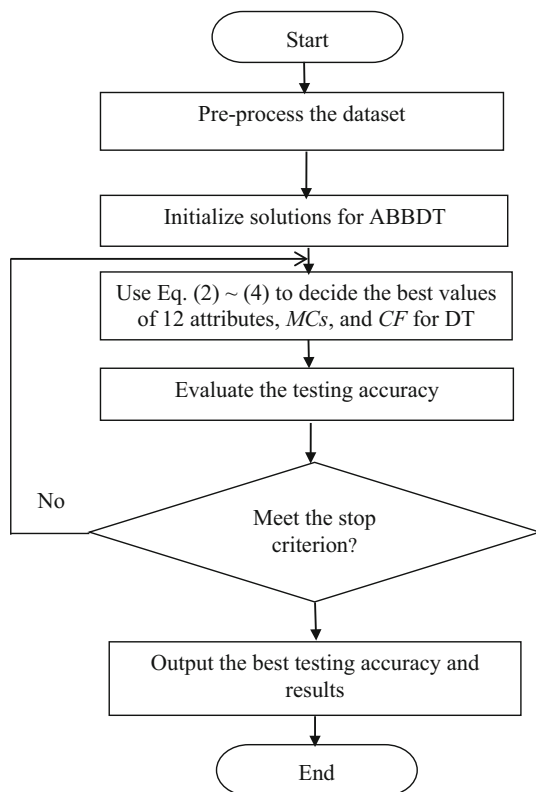 Start
Pre-process the dataset
Initialize solutions for ABBDT
Use Eq. (2) ~ (4) to decide the best values
of 12 attributes, MCs, and CF for DT
Evaluate the testing accuracy
No
Meet the stop
criterion?
Output the best testing accuracy and
results
End